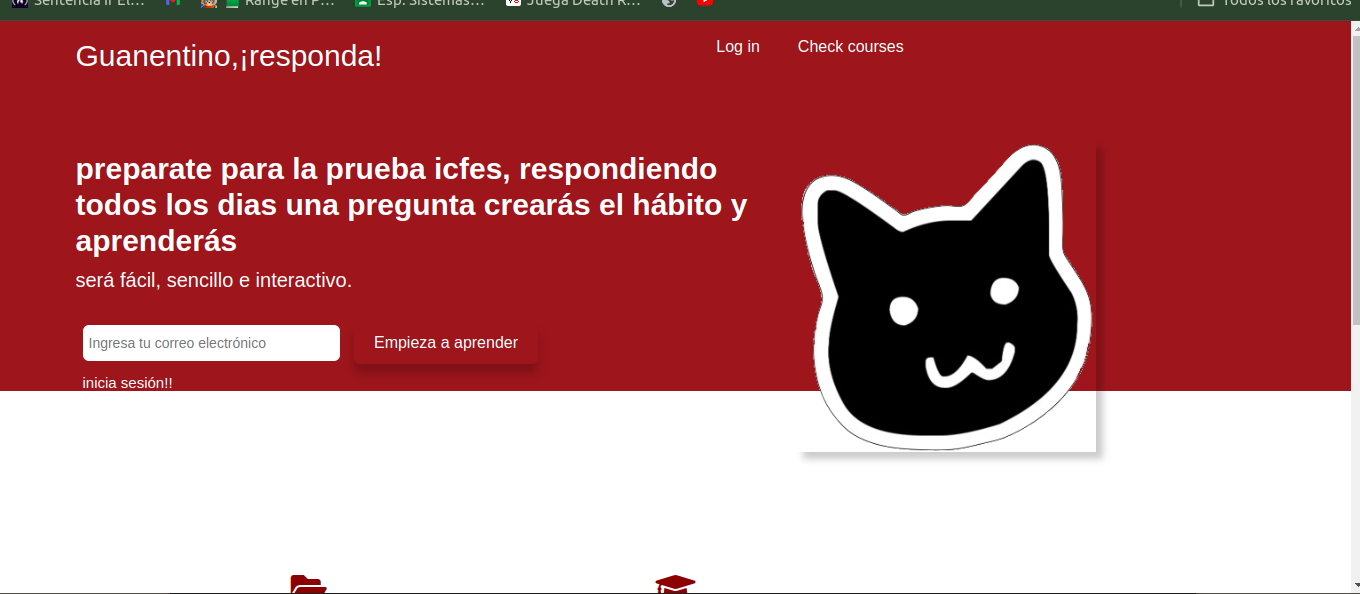 Sentencia if El...
Range en P...
Esp. Sistemas...
Juega Death R...
Todos los favoritos
Guanentino,¡responda!
Log in
Check courses
preparate para la prueba icfes, respondiendo
todos los dias una pregunta crearás el hábito y
aprenderás
será fácil, sencillo e interactivo.
Ingresa tu correo electrónico
Empieza a aprender
inicia sesión!!